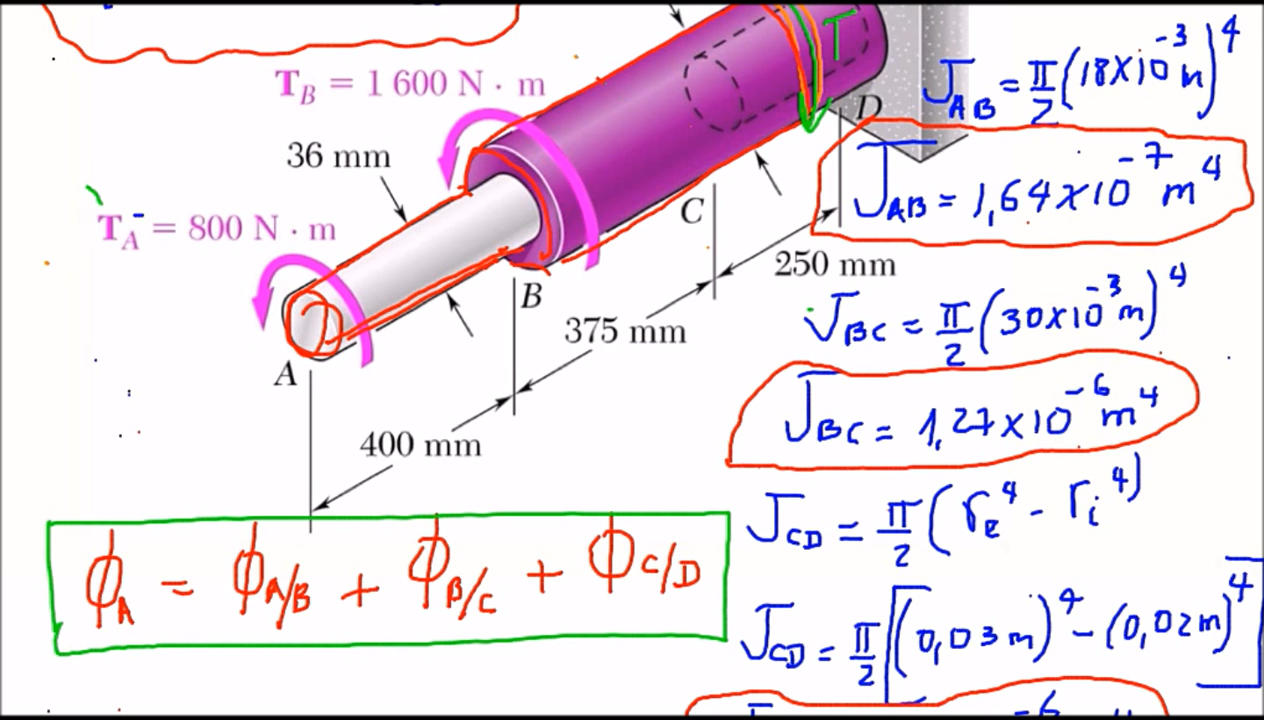 T_B = 1 600 N · m
36 mm
T_A = 800 N · m
T
D
C
250 mm
B
375 mm
A
400 mm
ϕ_A = ϕ_A/B + ϕ_B/C + ϕ_C/D
J_AB = π/2 (18×10^-3 m)^4
J_AB = 1,64×10^-7 m^4
J_BC = π/2 (30×10^-3 m)^4
J_BC = 1,27×10^-6 m^4
J_CD = π/2 (r_e^4 - r_i^4)
J_CD = π/2 [(0,03m)^4 - (0,02m)^4]